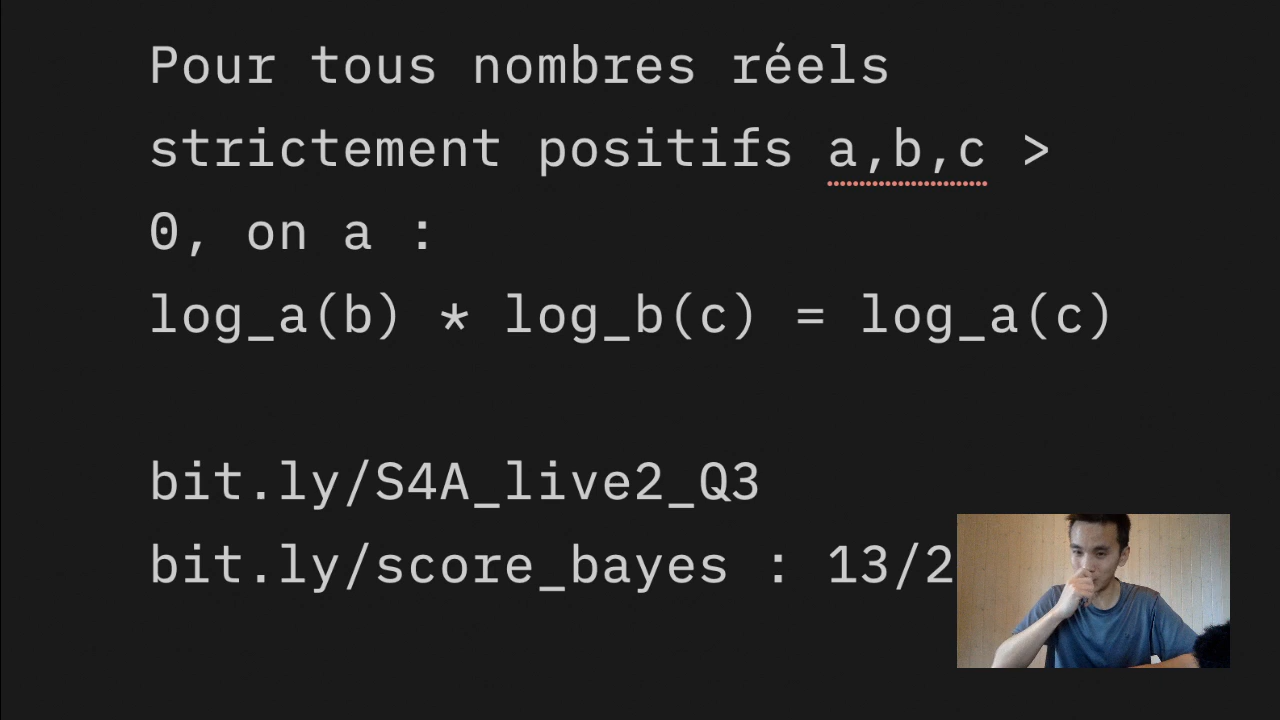 Pour tous nombres réels
strictement positifs a,b,c >
0, on a :
log_a(b) * log_b(c) = log_a(c)
bit.ly/S4A_live2_Q3
bit.ly/score_bayes : 13/2